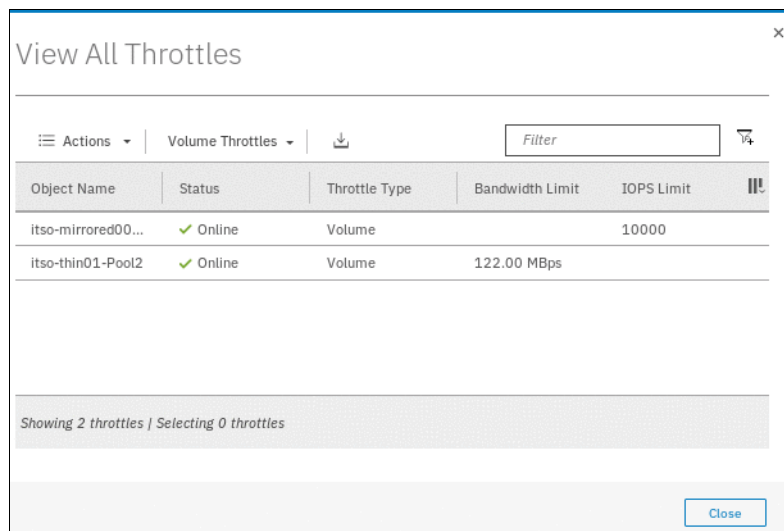 View All Throttles
Actions Volume Throttles Filter
Object Name Status Throttle Type Bandwidth Limit IOPS Limit
itso-mirrored00... Online Volume 10000
itso-thin01-Pool2 Online Volume 122.00 MBps
Showing 2 throttles | Selecting 0 throttles
Close